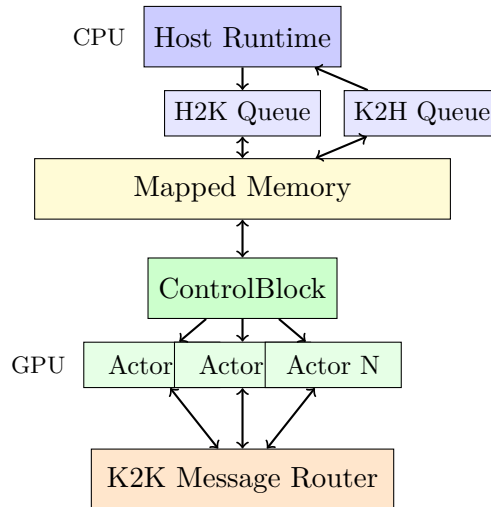 CPU
Host Runtime
H2K Queue
K2H Queue
Mapped Memory
ControlBlock
GPU
Actor
Actor
Actor N
K2K Message Router